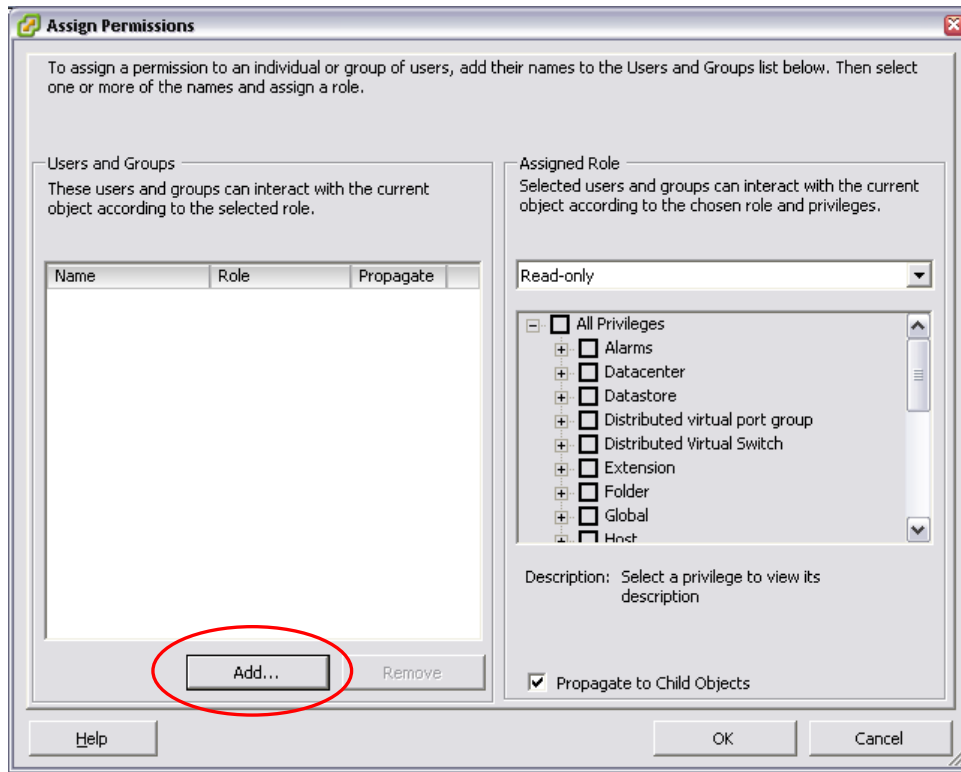 Assign Permissions
To assign a permission to an individual or group of users, add their names to the Users and Groups list below. Then select
one or more of the names and assign a role.
Users and Groups
These users and groups can interact with the current
object according to the selected role.
Name Role Propagate
Add...
Remove
Assigned Role
Selected users and groups can interact with the current
object according to the chosen role and privileges.
Read-only
All Privileges
Alarms
Datacenter
Datastore
Distributed virtual port group
Distributed Virtual Switch
Extension
Folder
Global
Host
Description: Select a privilege to view its
description
Propagate to Child Objects
Help
OK
Cancel